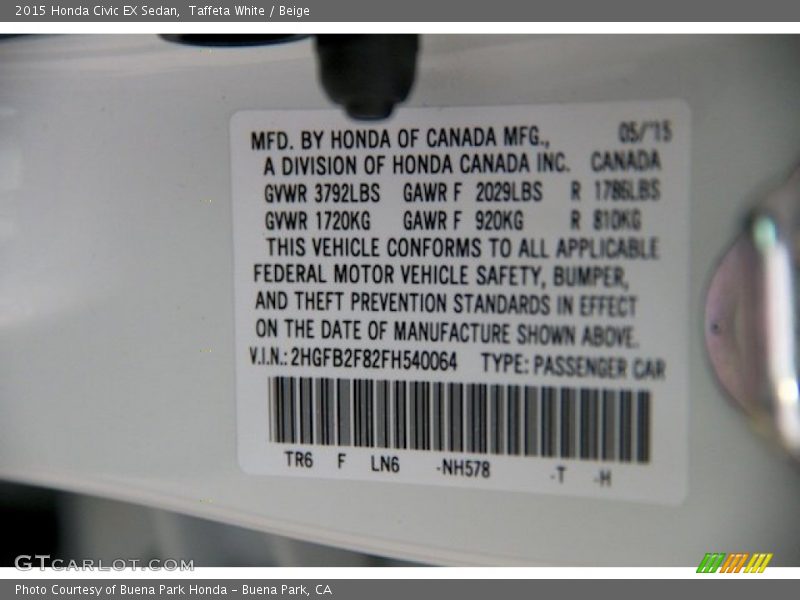 2015 Honda Civic EX Sedan, Taffeta White / Beige
MFD. BY HONDA OF CANADA MFG., 05/'15
A DIVISION OF HONDA CANADA INC. CANADA
GVWR 3792LBS GAWR F 2029LBS R 1786LBS
GVWR 1720KG GAWR F 920KG R 810KG
THIS VEHICLE CONFORMS TO ALL APPLICABLE
FEDERAL MOTOR VEHICLE SAFETY, BUMPER,
AND THEFT PREVENTION STANDARDS IN EFFECT
ON THE DATE OF MANUFACTURE SHOWN ABOVE.
V.I.N.: 2HGFB2F82FH540064 TYPE: PASSENGER CAR
TR6 F LN6 -NH578 -T -H
GTCARLOT.COM
Photo Courtesy of Buena Park Honda - Buena Park, CA